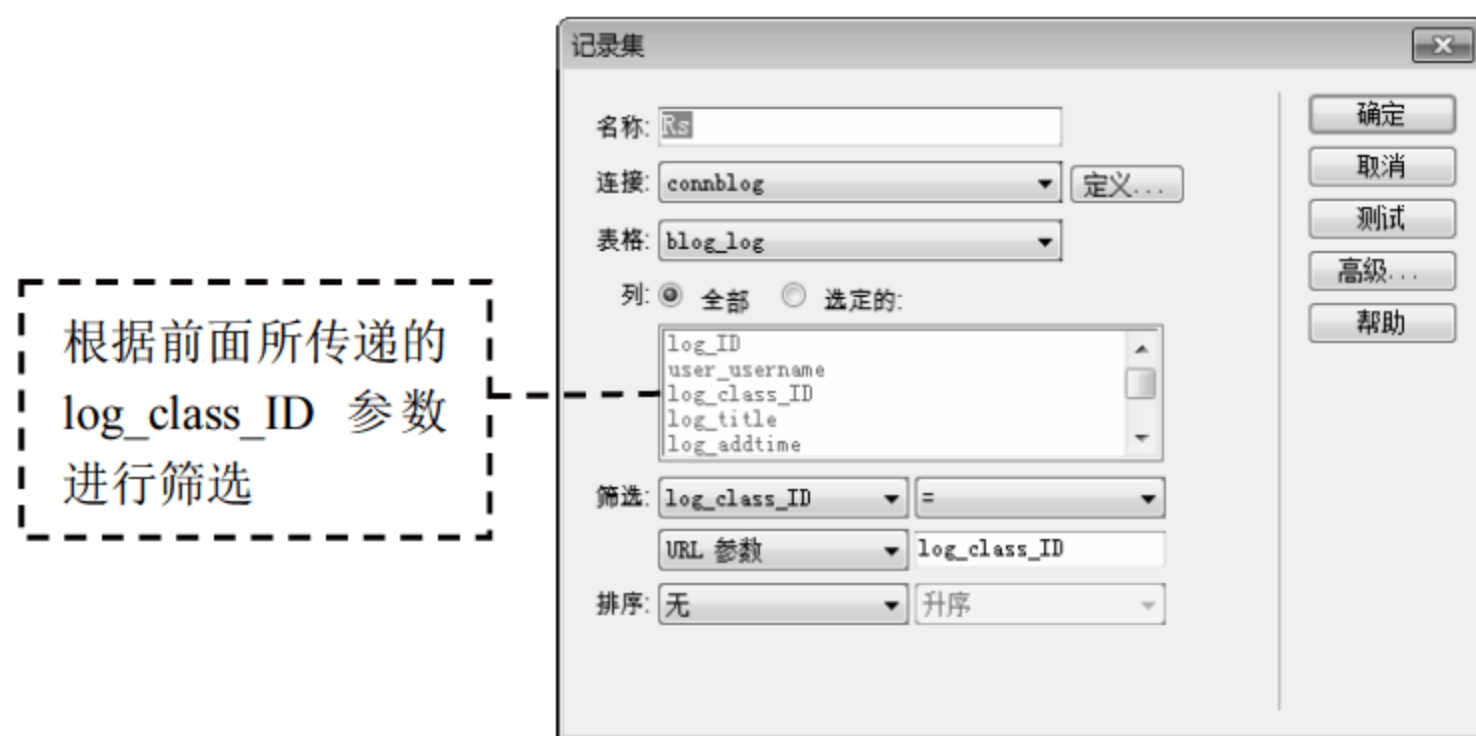 记录集
名称: Rs
连接: connblog 定义...
表格: blog_log
列: 全部 选定的:
log_ID
user_username
log_class_ID
log_title
log_addtime
筛选: log_class_ID =
URL 参数 log_class_ID
排序: 无 升序
确定
取消
测试
高级...
帮助
根据前面所传递的
log_class_ID 参数
进行筛选